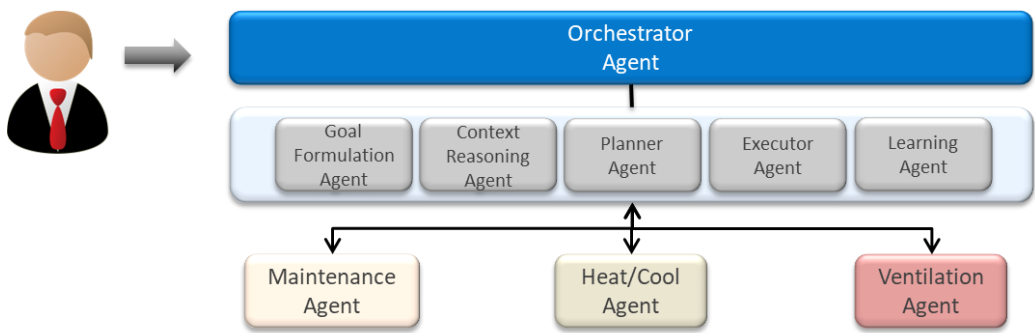 Orchestrator
Agent
Goal
Formulation
Agent
Context
Reasoning
Agent
Planner
Agent
Executor
Agent
Learning
Agent
Maintenance
Agent
Heat/Cool
Agent
Ventilation
Agent